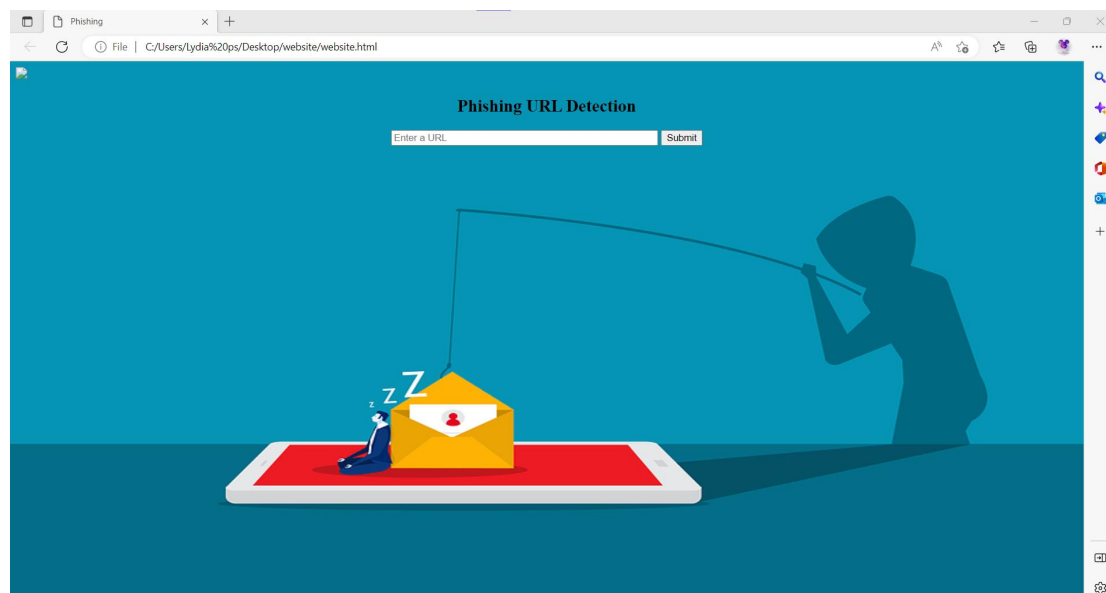 Phishing
File | C:/Users/Lydia%20ps/Desktop/website/website.html
Phishing URL Detection
Enter a URL Submit
z Z Z